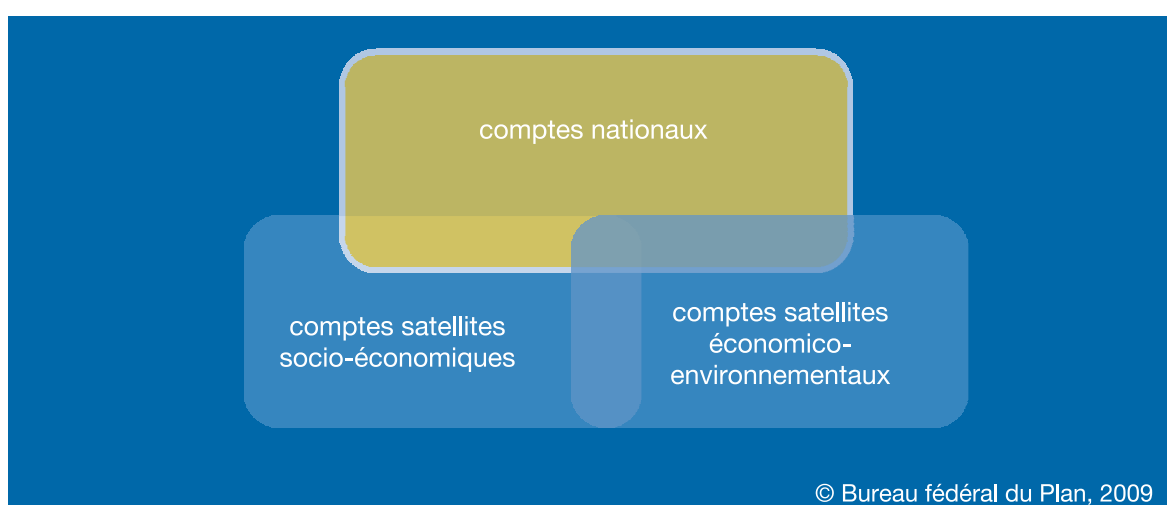 comptes nationaux
comptes satellites
socio-économiques
comptes satellites
économico-
environnementaux
© Bureau fédéral du Plan, 2009